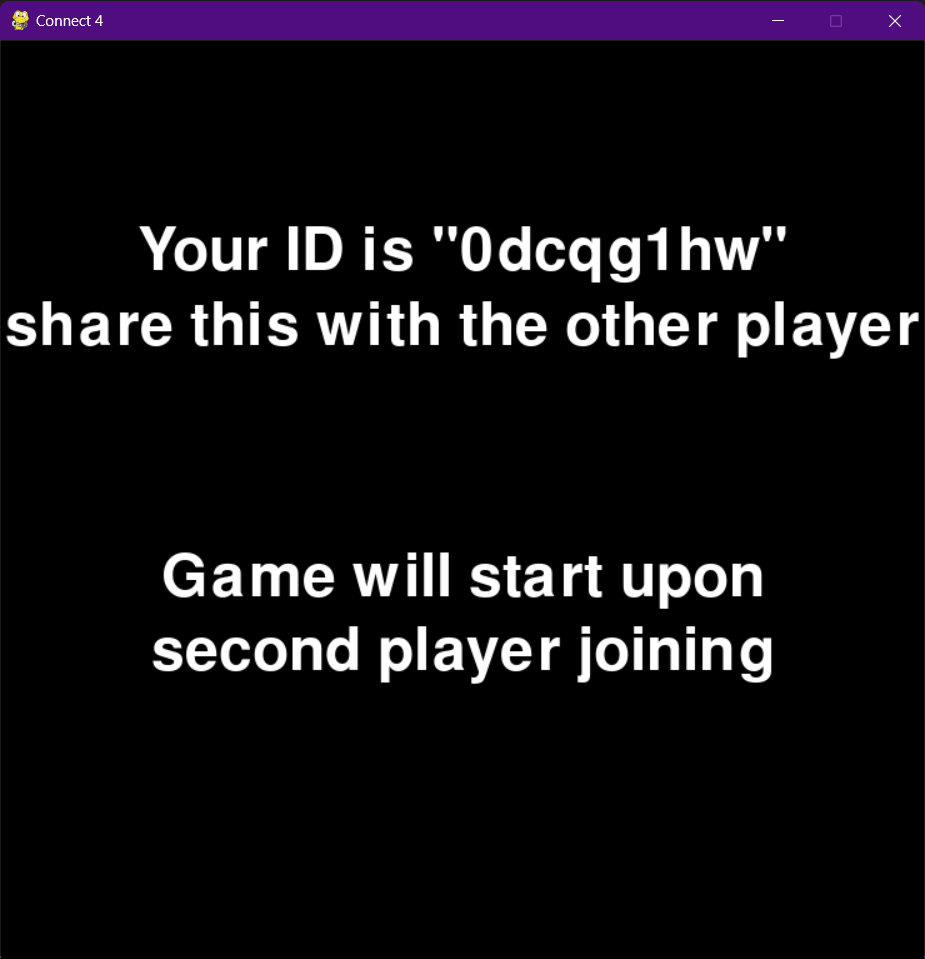 Connect 4
Your ID is "0dcqg1hw"
share this with the other player
Game will start upon
second player joining